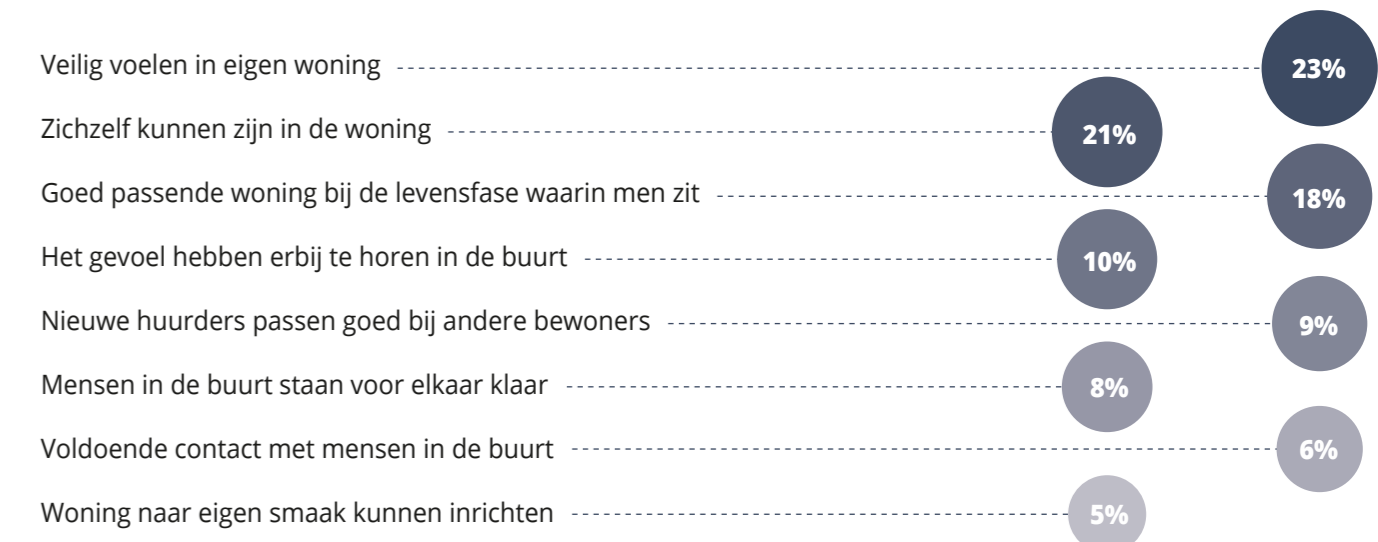 Veilig voelen in eigen woning 23%
Zichzelf kunnen zijn in de woning 21%
Goed passende woning bij de levensfase waarin men zit 18%
Het gevoel hebben erbij te horen in de buurt 10%
Nieuwe huurders passen goed bij andere bewoners 9%
Mensen in de buurt staan voor elkaar klaar 8%
Voldoende contact met mensen in de buurt 6%
Woning naar eigen smaak kunnen inrichten 5%